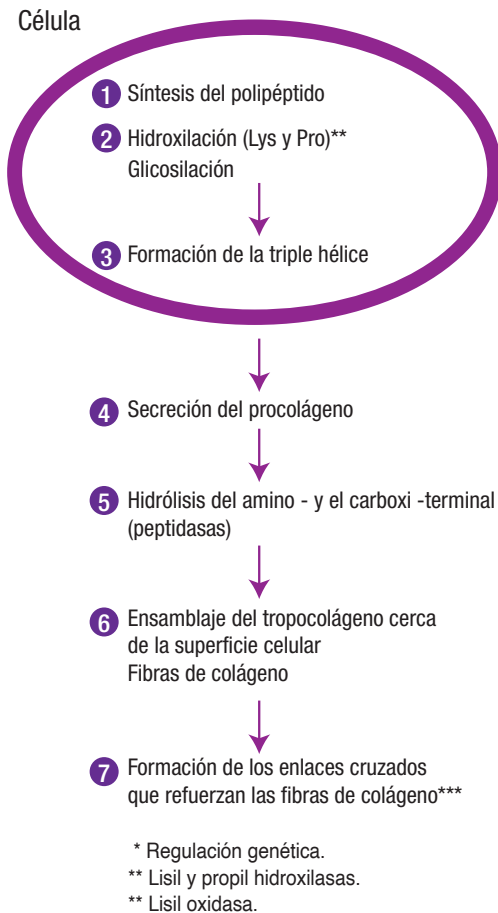 Célula
1 Síntesis del polipéptido
2 Hidroxilación (Lys y Pro)**
Glicosilación
3 Formación de la triple hélice
4 Secreción del procolágeno
5 Hidrólisis del amino - y el carboxi -terminal
(peptidasas)
6 Ensamblaje del tropocolágeno cerca
de la superficie celular
Fibras de colágeno
7 Formación de los enlaces cruzados
que refuerzan las fibras de colágeno***
* Regulación genética.
** Lisil y propil hidroxilasas.
** Lisil oxidasa.